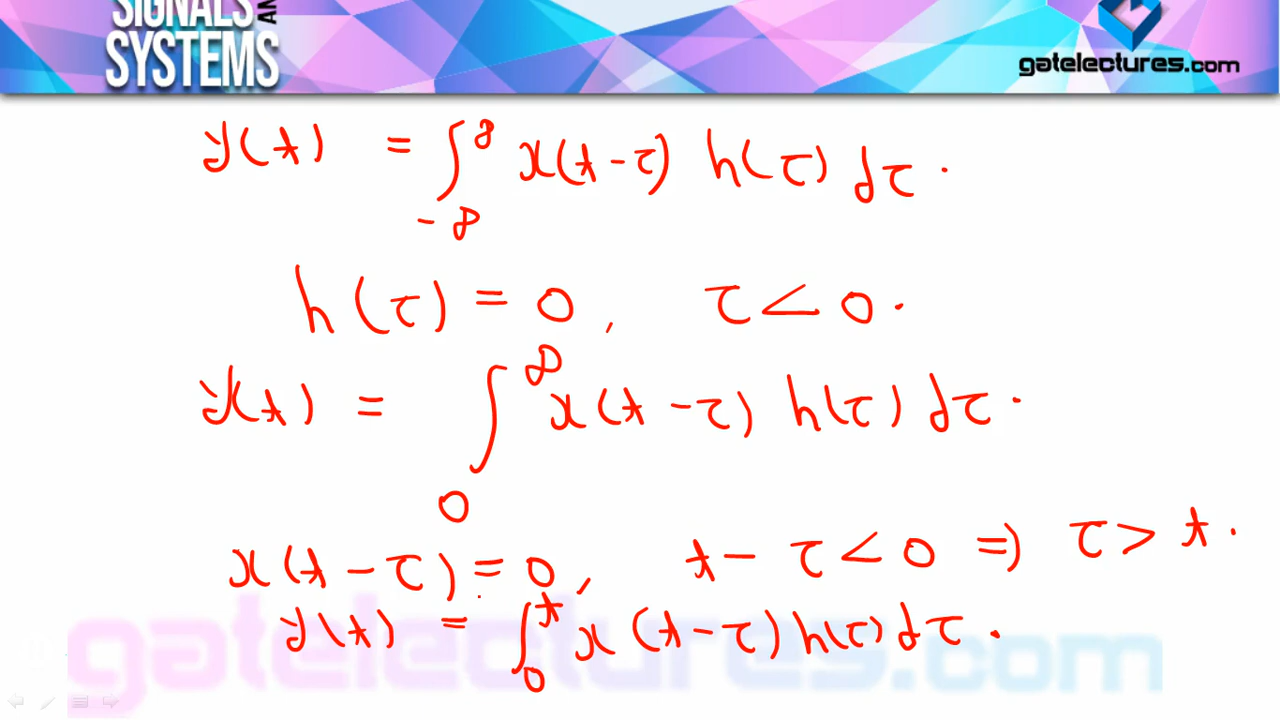 SIGNALS AND
SYSTEMS
gatelectures.com
y(t) = ∫_{-∞}^{∞} x(t-τ) h(τ) dτ.
h(τ) = 0, τ < 0.
y(t) = ∫_{0}^{∞} x(t-τ) h(τ) dτ.
x(t-τ) = 0, t - τ < 0 ⇒ τ > t.
y(t) = ∫_{0}^{t} x(t-τ) h(τ) dτ.
gatelectures.com